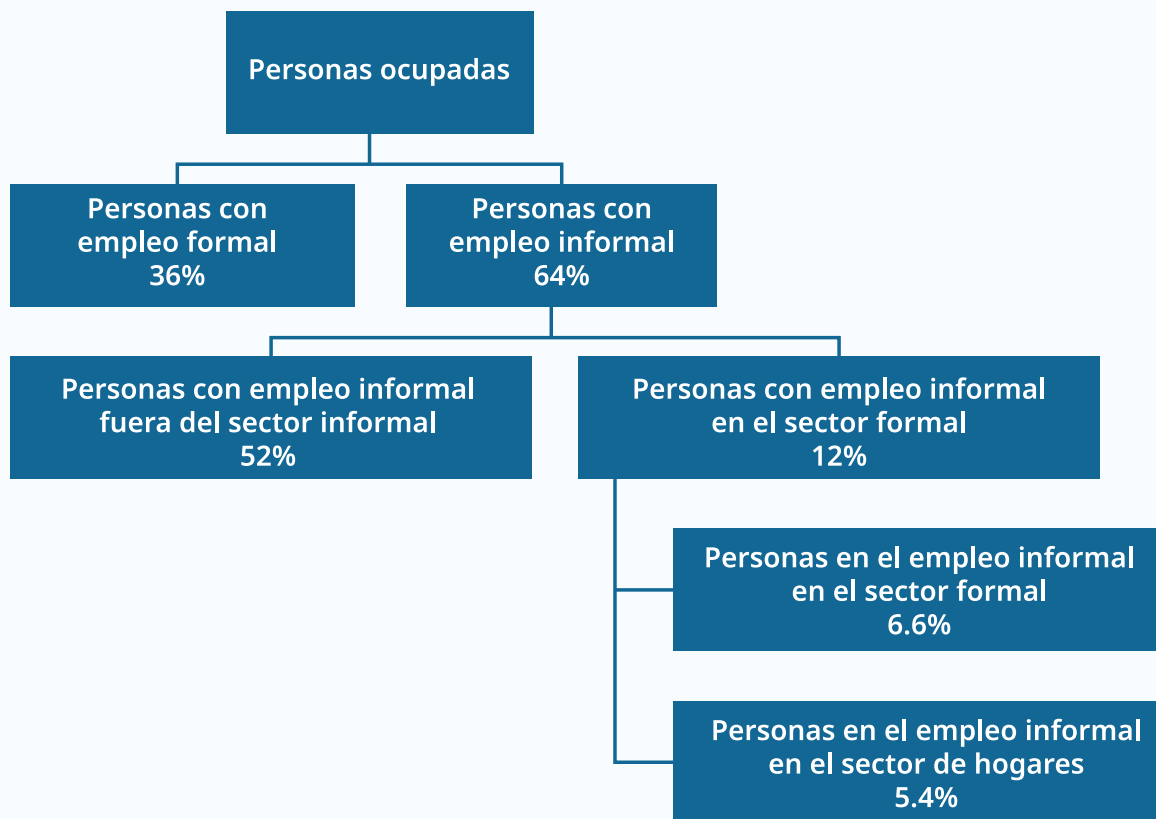 Personas ocupadas
Personas con
empleo formal
36%
Personas con
empleo informal
64%
Personas con empleo informal
fuera del sector informal
52%
Personas con empleo informal
en el sector formal
12%
Personas en el empleo informal
en el sector formal
6.6%
Personas en el empleo informal
en el sector de hogares
5.4%